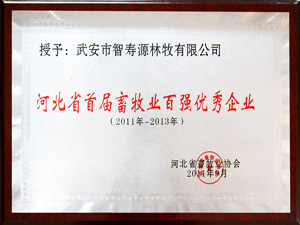 授予：武安市智寿源林牧有限公司
河北省首届畜牧业百强优秀企业
（2011年-2013年）
河北省畜牧业协会
2011年9月